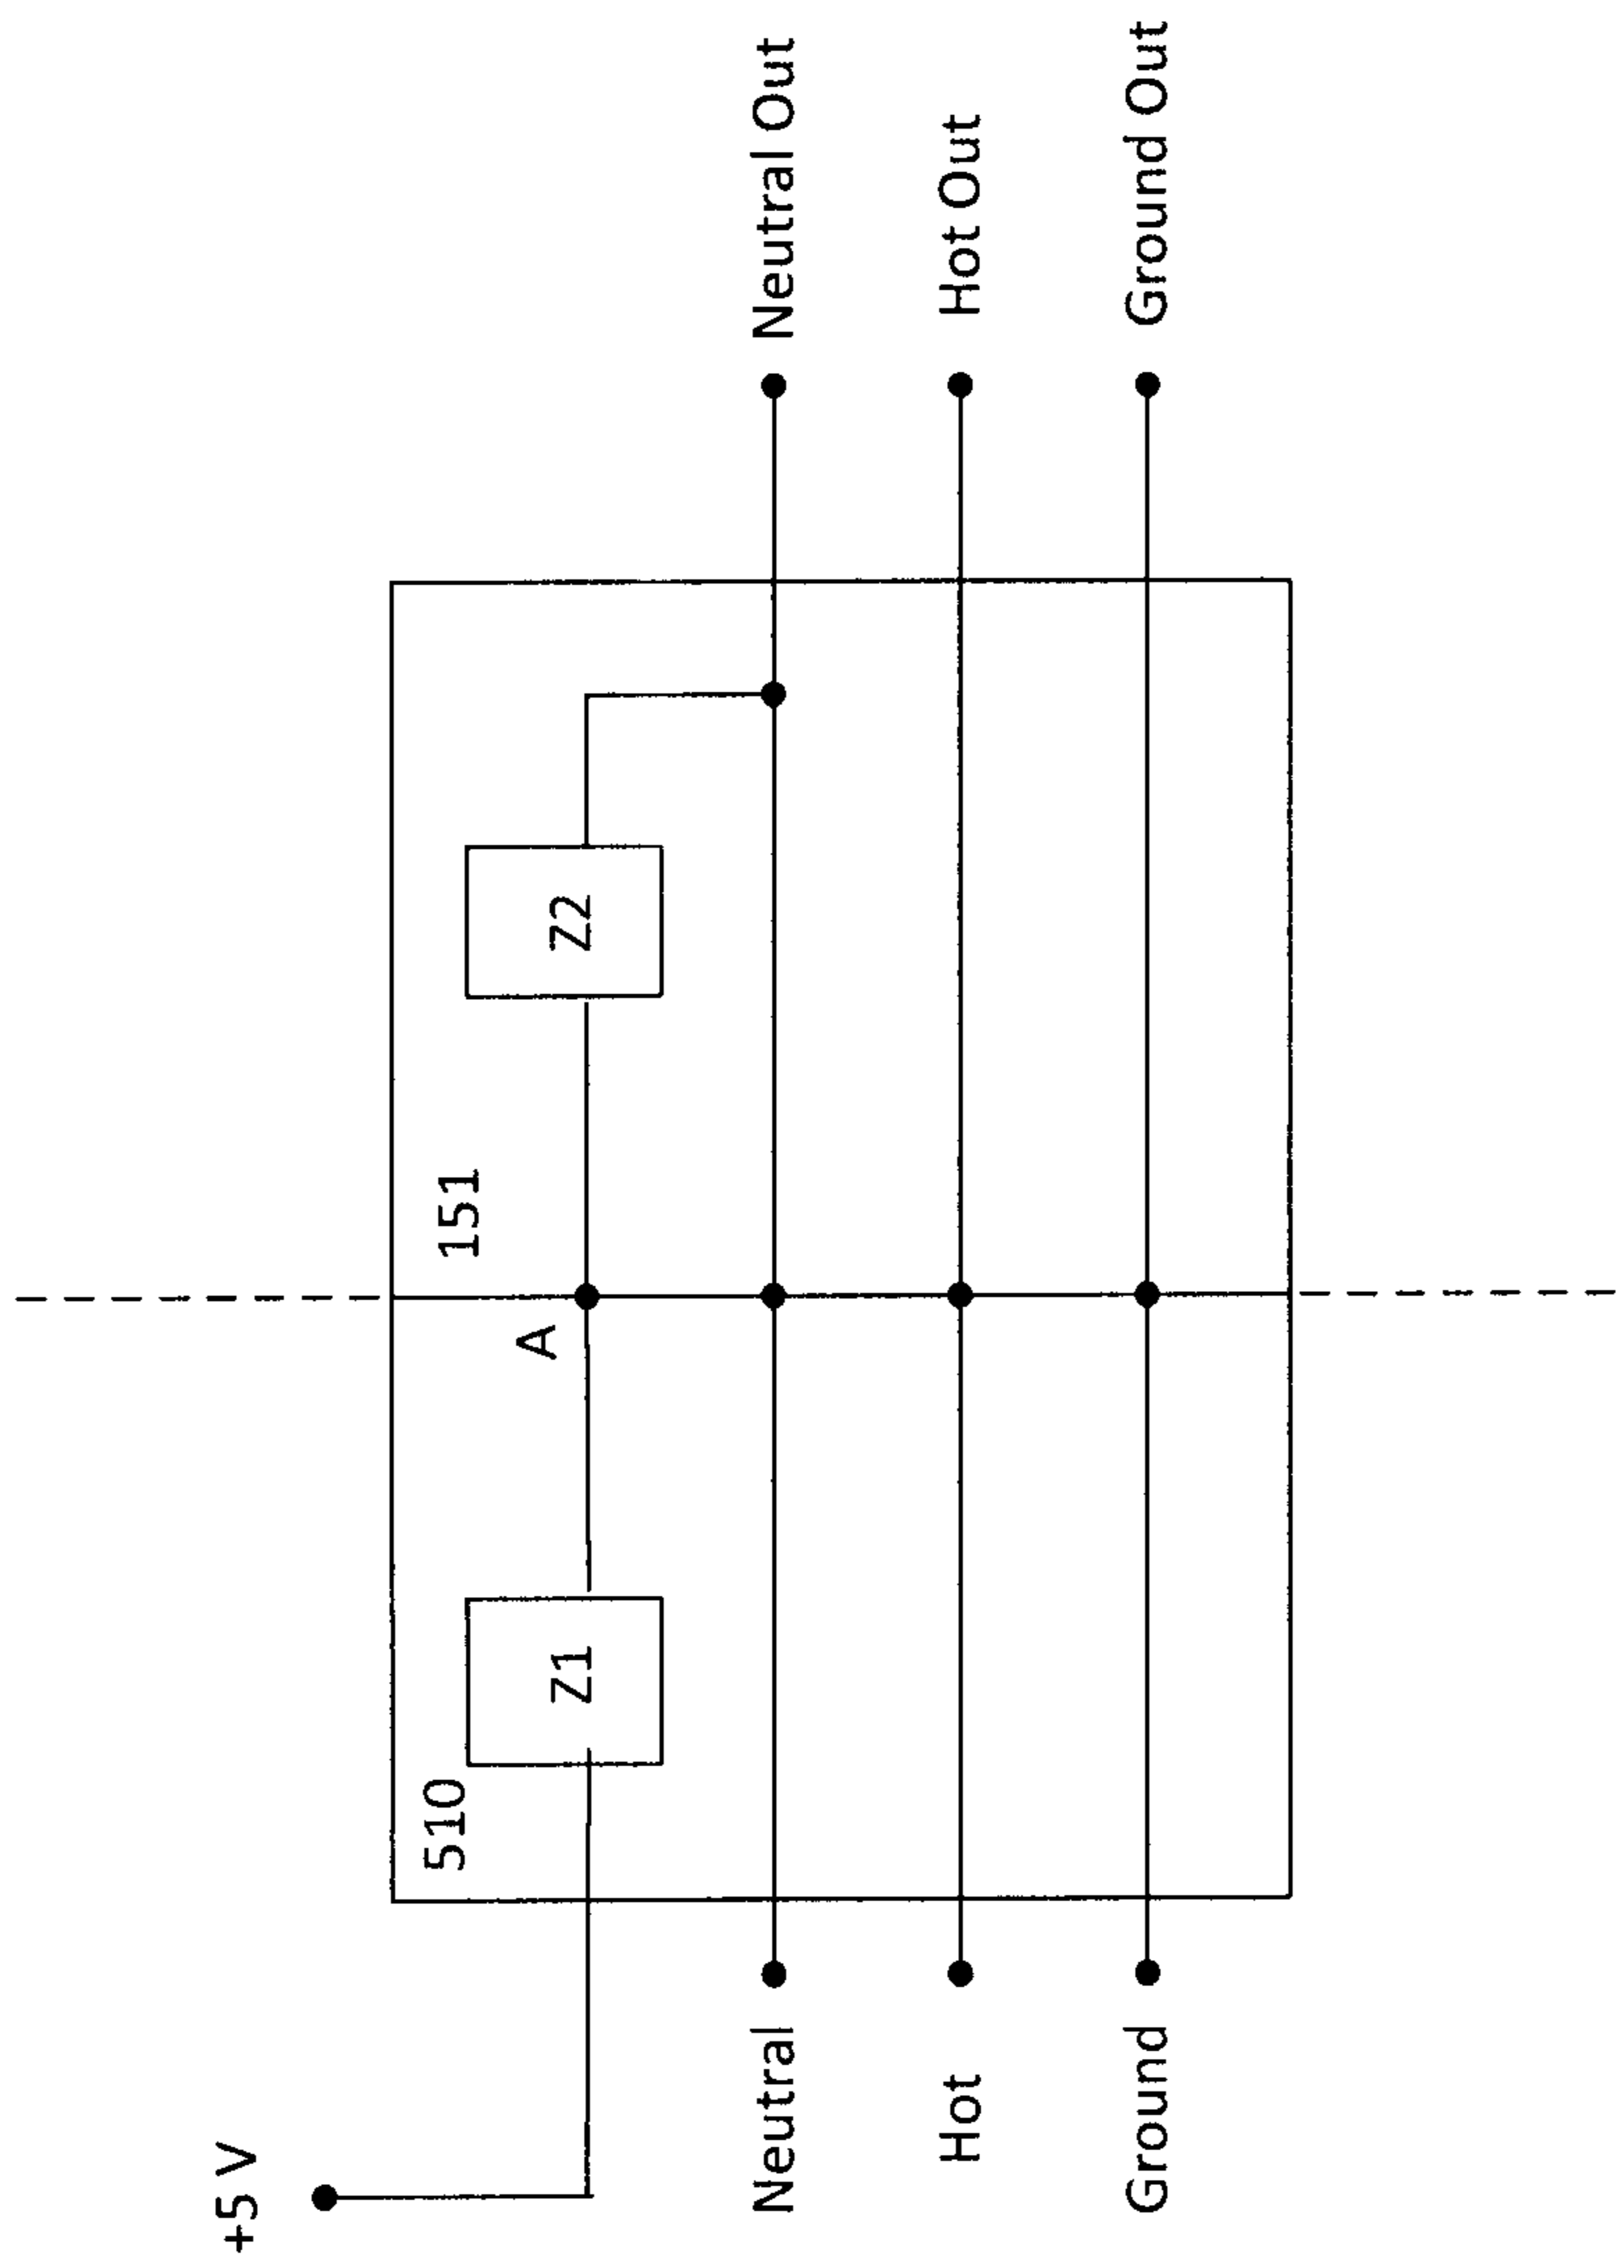 +5 V
510
Z1
A
151
Z2
Neutral
Neutral Out
Hot
Hot Out
Ground
Ground Out